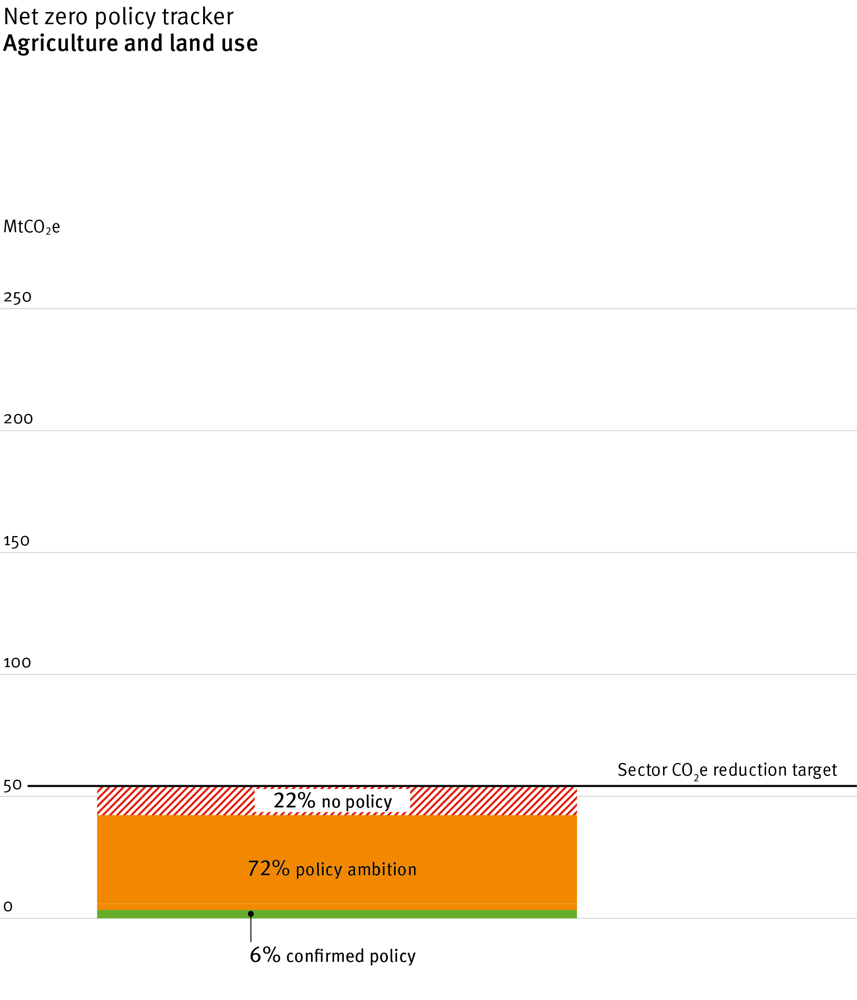 Net zero policy tracker
Agriculture and land use
MtCO₂e
250
200
150
100
Sector CO₂e reduction target
50
22% no policy
72% policy ambition
0
6% confirmed policy